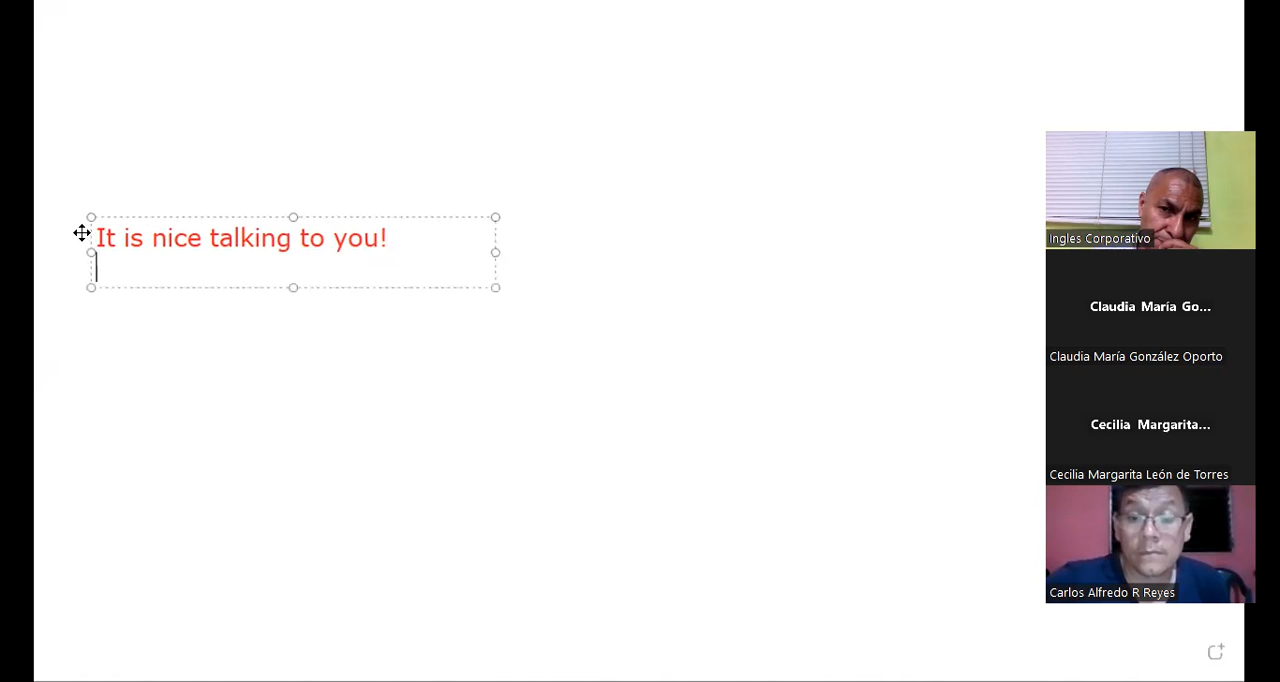 It is nice talking to you!
Ingles Corporativo
Claudia María Go...
Claudia María González Oporto
Cecilia Margarita...
Cecilia Margarita León de Torres
Carlos Alfredo R Reyes